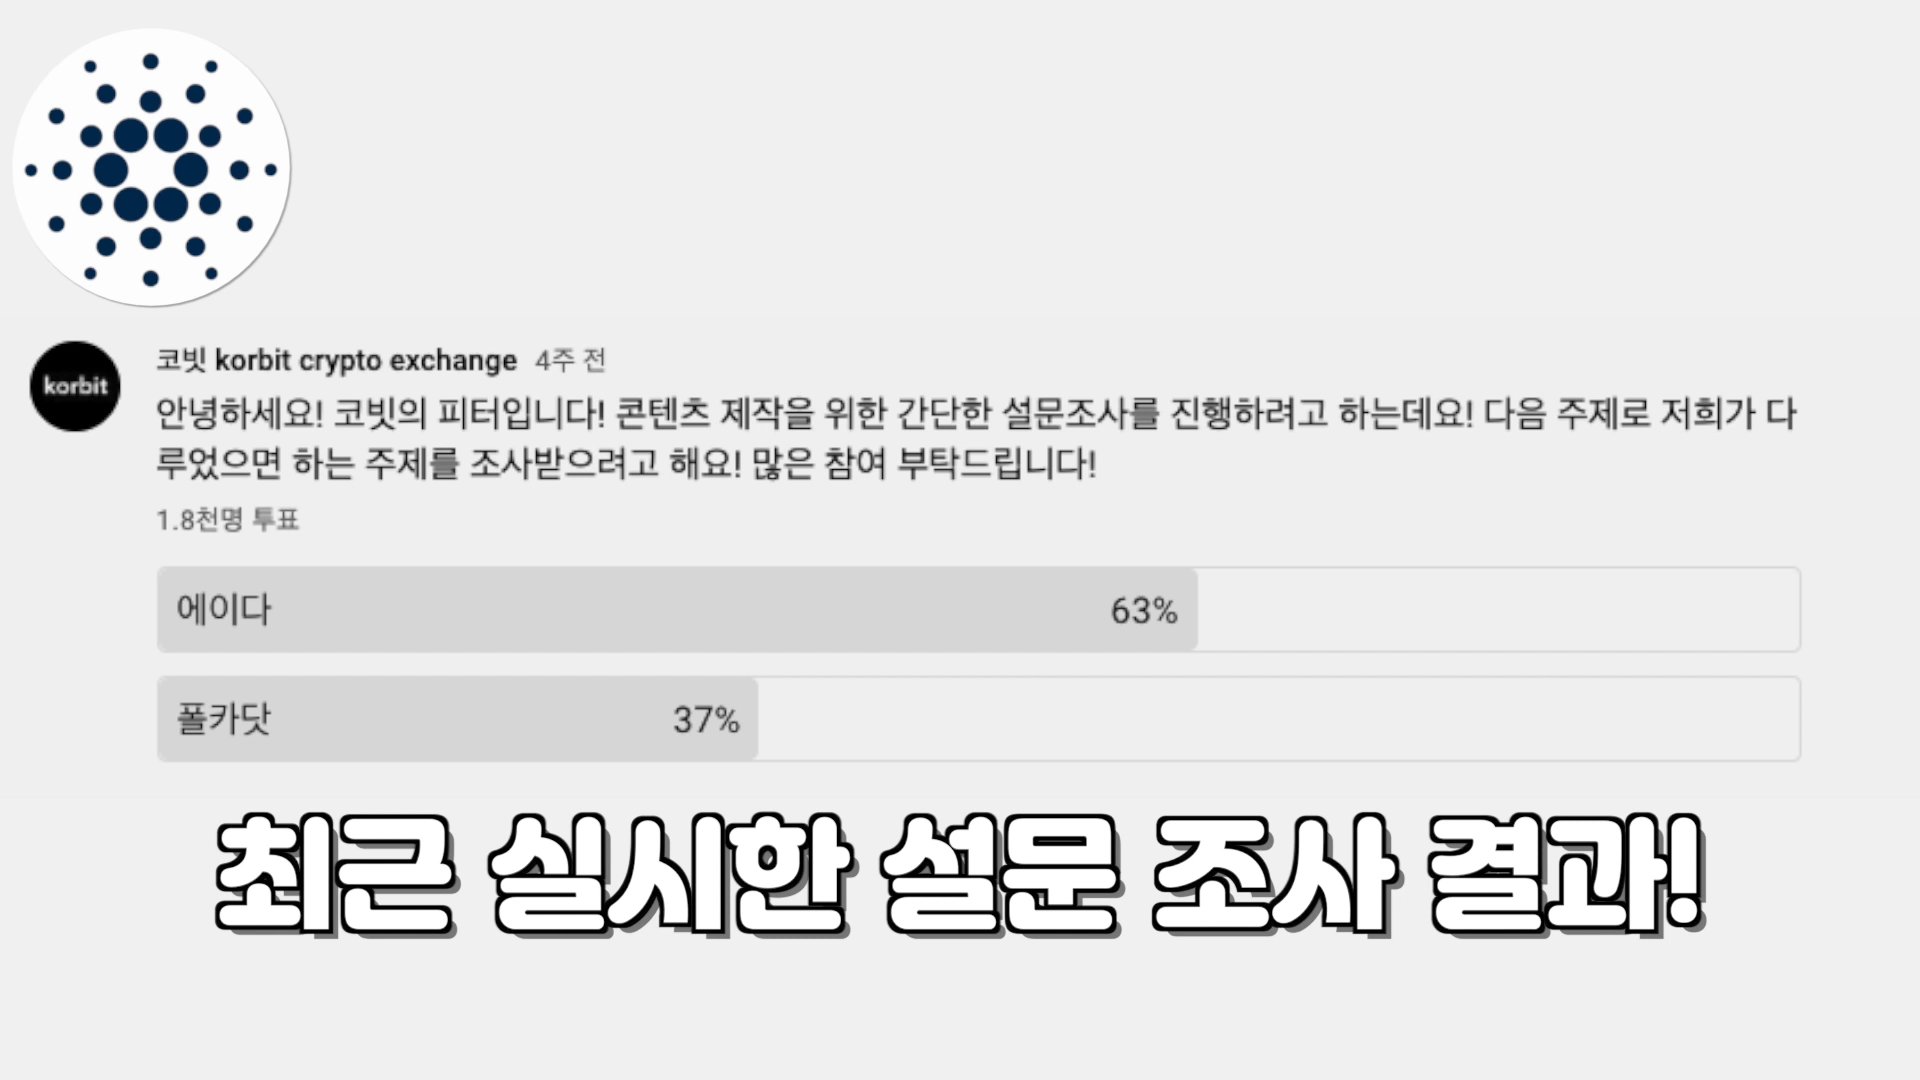 코빗 korbit crypto exchange 4주 전
korbit
안녕하세요! 코빗의 피터입니다! 콘텐츠 제작을 위한 간단한 설문조사를 진행하려고 하는데요! 다음 주제로 저희가 다
루었으면 하는 주제를 조사받으려고 해요! 많은 참여 부탁드립니다!
1.8천명 투표
에이다 63%
폴카닷 37%
최근 실시한 설문 조사 결과!